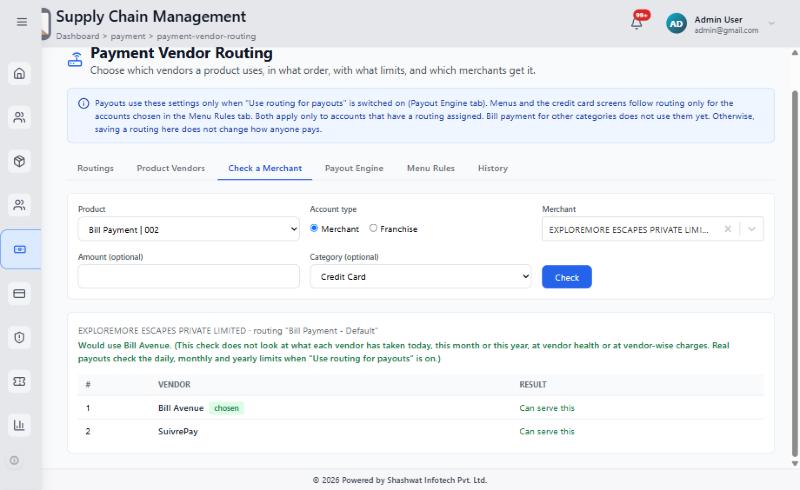 Supply Chain Management
Dashboard > payment > payment-vendor-routing
99+
AD
Admin User
admin@gmail.com
Payment Vendor Routing
Choose which vendors a product uses, in what order, with what limits, and which merchants get it.
Payouts use these settings only when "Use routing for payouts" is switched on (Payout Engine tab). Menus and the credit card screens follow routing only for the
accounts chosen in the Menu Rules tab. Both apply only to accounts that have a routing assigned. Bill payment for other categories does not use them yet. Otherwise,
saving a routing here does not change how anyone pays.
Routings Product Vendors Check a Merchant Payout Engine Menu Rules History
Product Account type Merchant
Bill Payment | 002 Merchant Franchise EXPLOREMORE ESCAPES PRIVATE LIMI...
Amount (optional) Category (optional)
Credit Card Check
EXPLOREMORE ESCAPES PRIVATE LIMITED · routing "Bill Payment - Default"
Would use Bill Avenue. (This check does not look at what each vendor has taken today, this month or this year, at vendor health or at vendor-wise charges. Real
payouts check the daily, monthly and yearly limits when "Use routing for payouts" is on.)
# VENDOR RESULT
1 Bill Avenue chosen Can serve this
2 SuivrePay Can serve this
© 2026 Powered by Shashwat Infotech Pvt. Ltd.